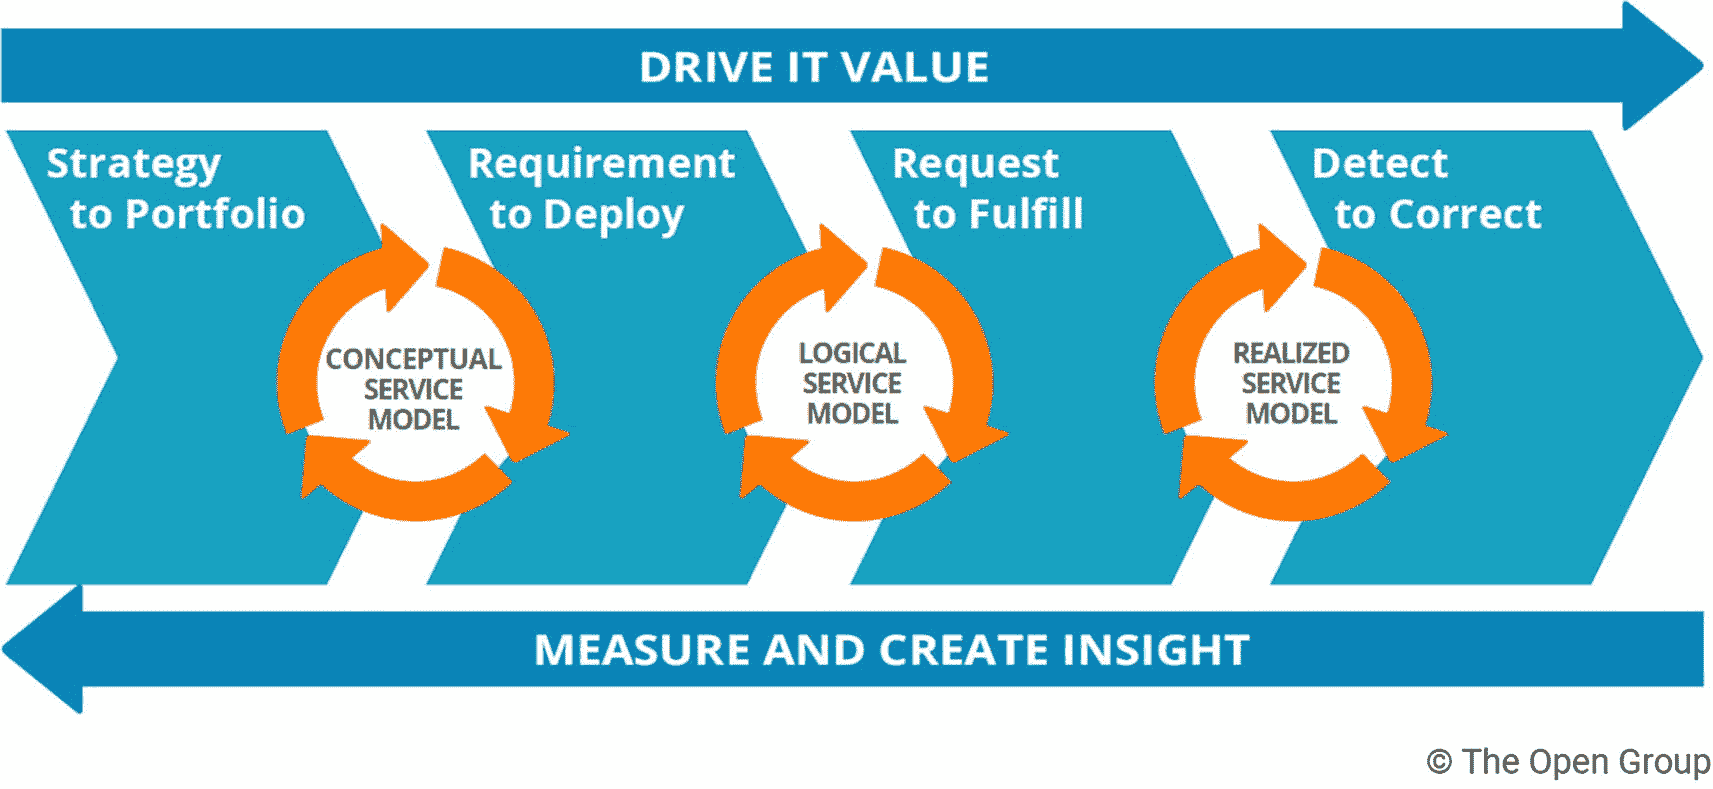 DRIVE IT VALUE
Strategy
to Portfolio
Requirement
to Deploy
Request
to Fulfill
Detect
to Correct
CONCEPTUAL
SERVICE
MODEL
LOGICAL
SERVICE
MODEL
REALIZED
SERVICE
MODEL
MEASURE AND CREATE INSIGHT
© The Open Group